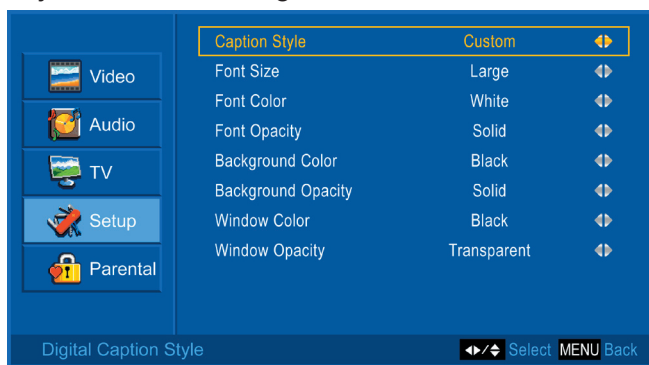 Video
Audio
TV
Setup
Parental
Caption Style Custom
Font Size Large
Font Color White
Font Opacity Solid
Background Color Black
Background Opacity Solid
Window Color Black
Window Opacity Transparent
Digital Caption Style
Select MENU Back